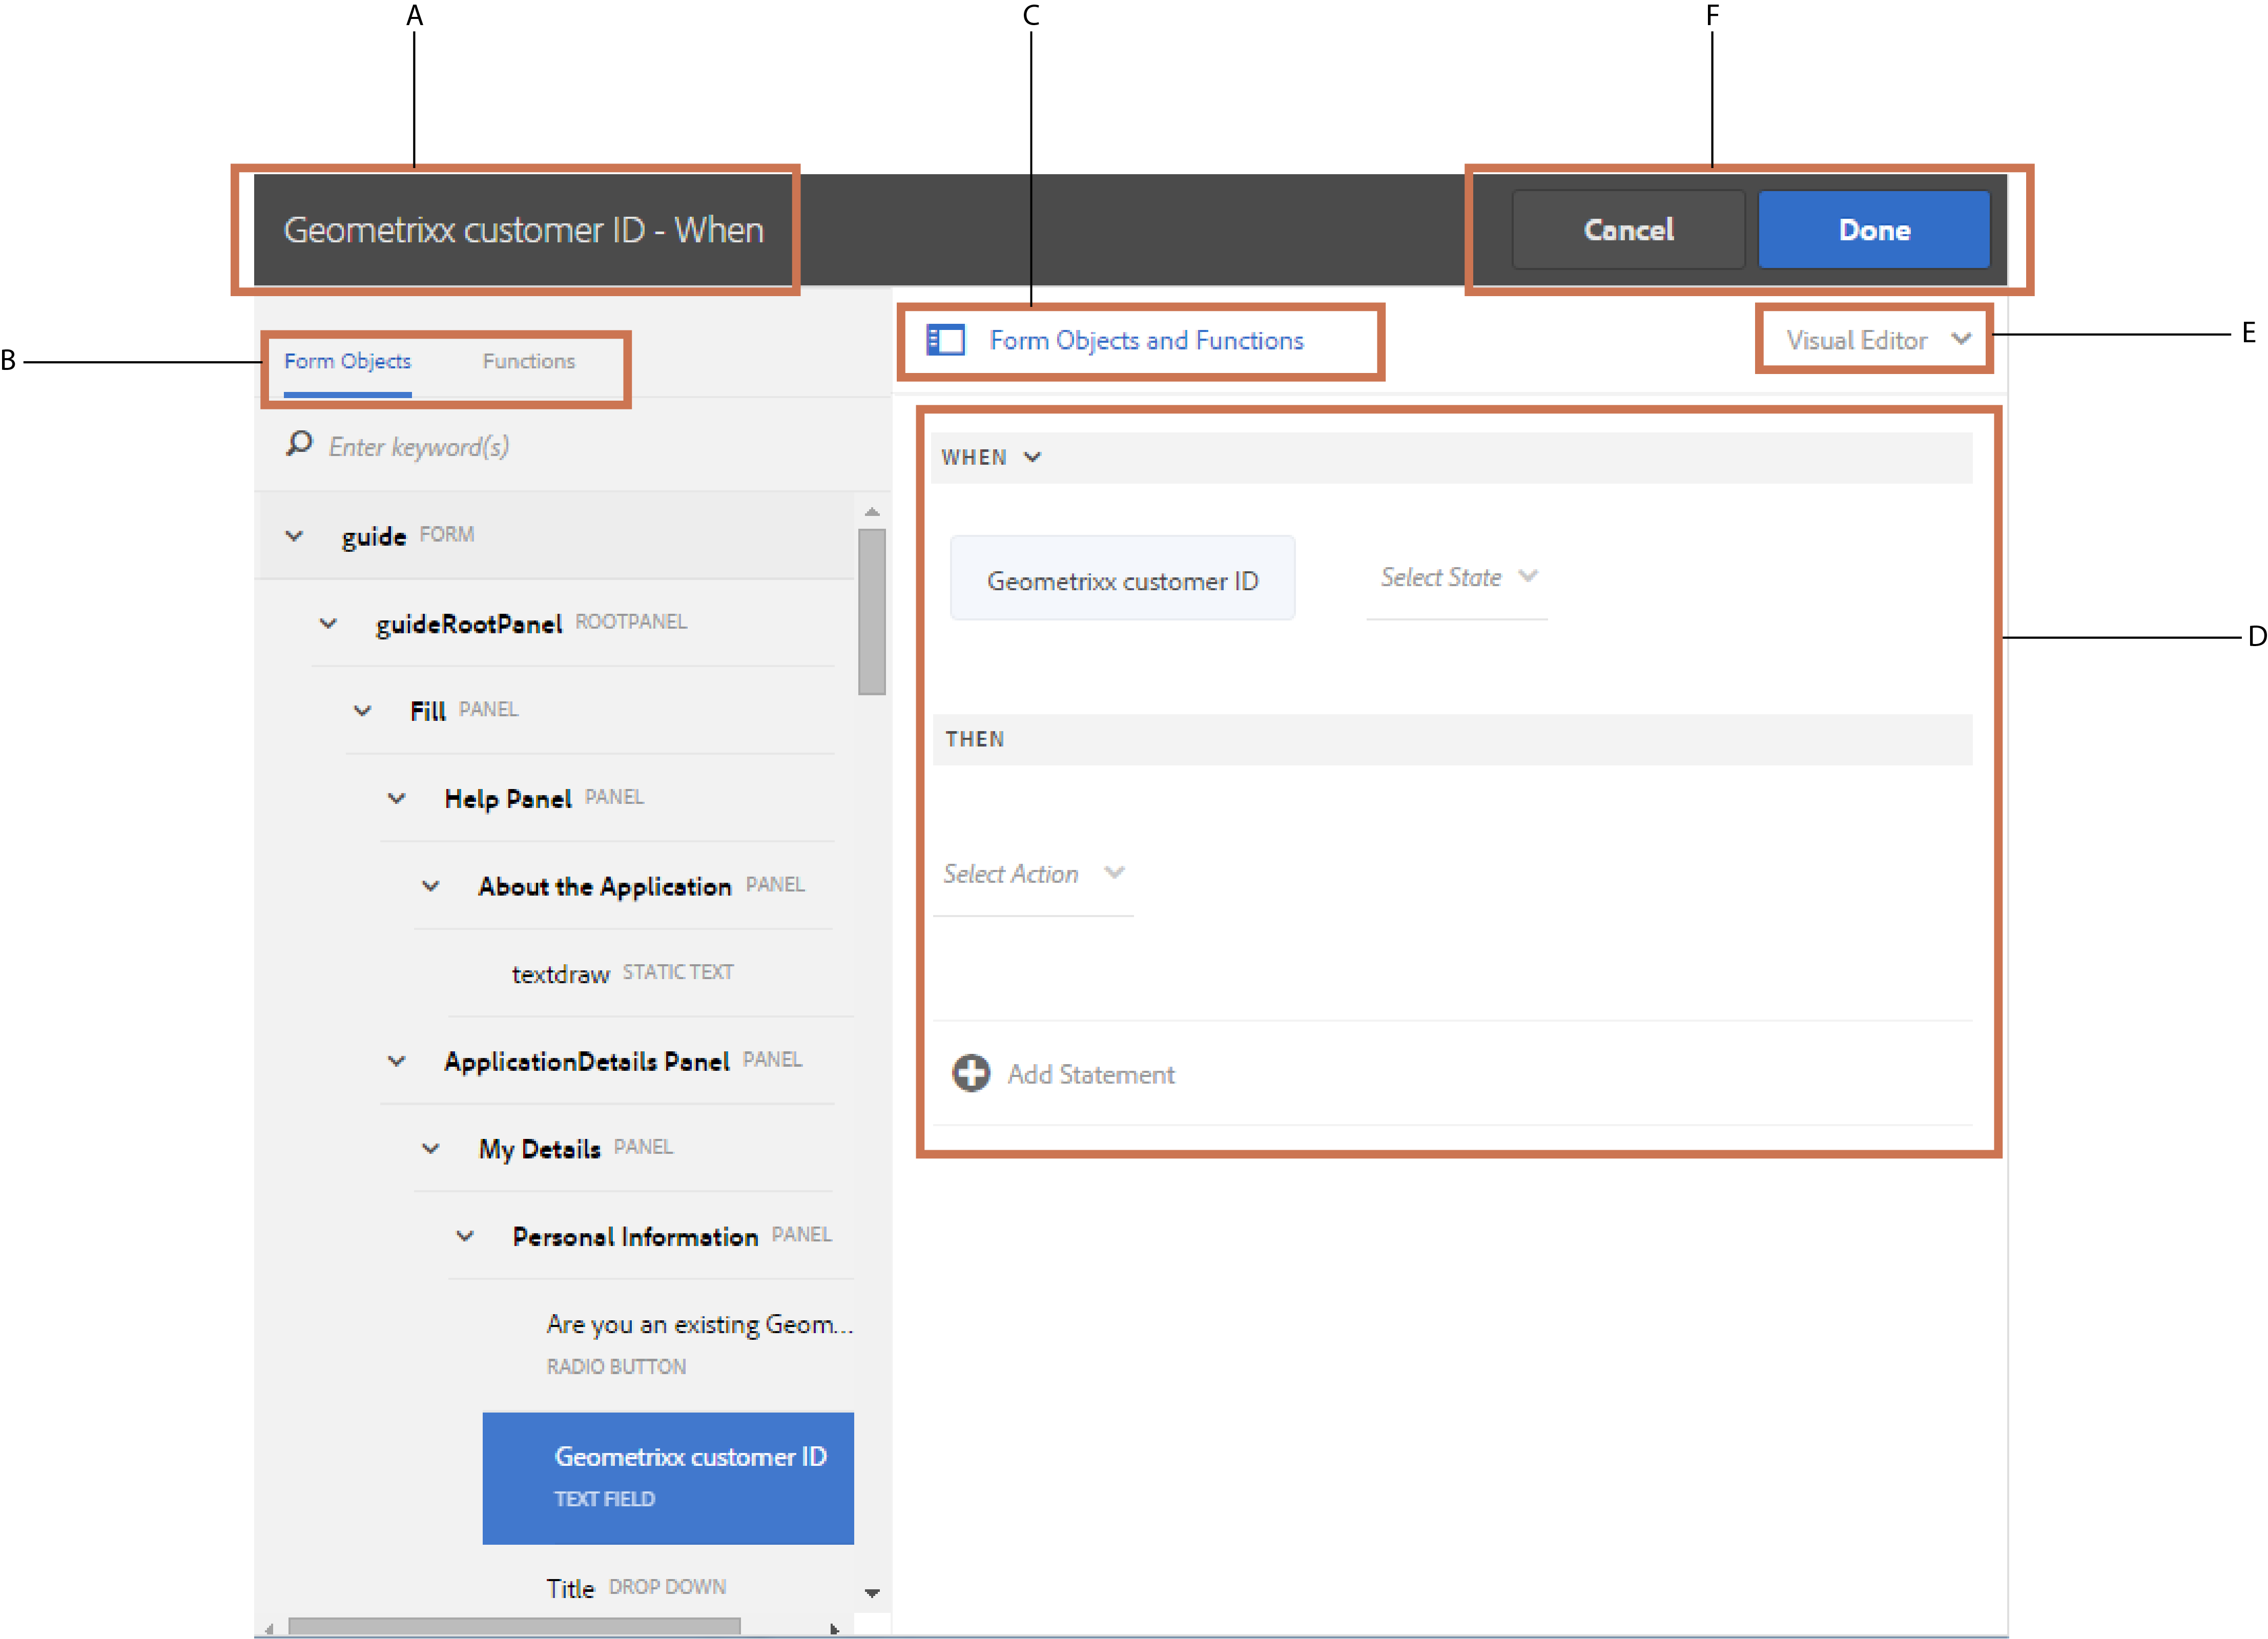 A
C
F
Geometrixx customer ID - When
Cancel
Done
B
Form Objects
Functions
Form Objects and Functions
Visual Editor
E
Enter keyword(s)
guide FORM
guideRootPanel ROOTPANEL
Fill PANEL
Help Panel PANEL
About the Application PANEL
textdraw STATIC TEXT
ApplicationDetails Panel PANEL
My Details PANEL
Personal Information PANEL
Are you an existing Geom...
RADIO BUTTON
Geometrixx customer ID
TEXT FIELD
Title DROP DOWN
WHEN
Geometrixx customer ID
Select State
D
THEN
Select Action
Add Statement